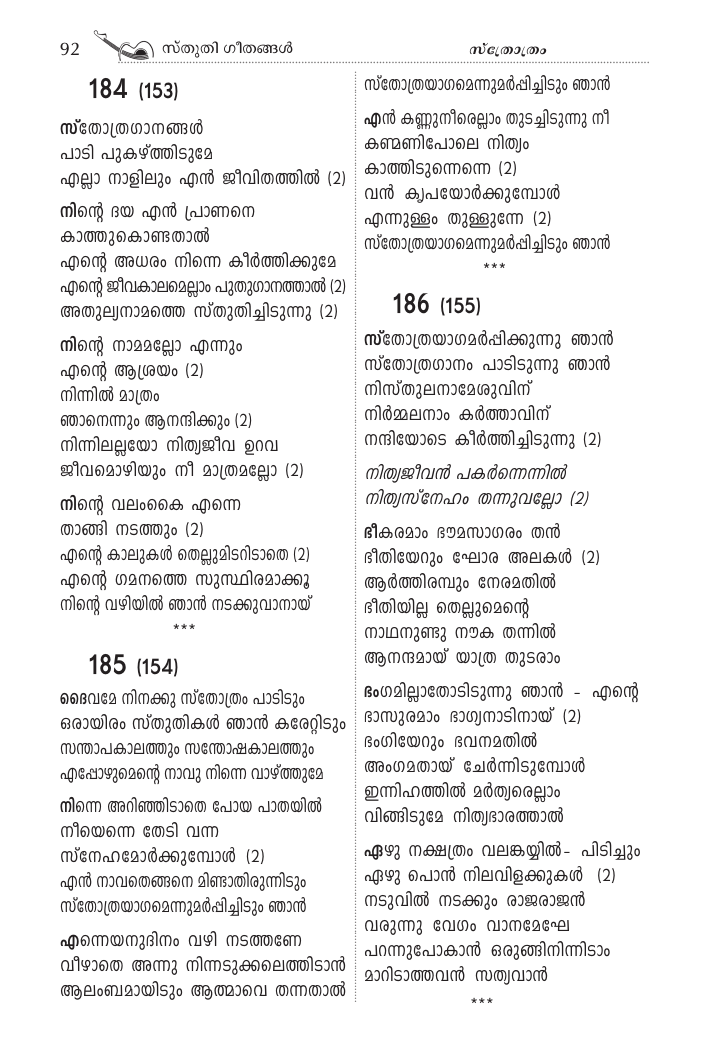 92 സ്തുതി ഗീതങ്ങൾ
സ്തോത്രം
184 (153)
സ്തോത്രഗാനങ്ങൾ
പാടി പുകഴ്ത്തിടുമേ
എല്ലാ നാളിലും എൻ ജീവിതത്തിൽ (2)
നിന്റെ ദയ എൻ പ്രാണനെ
കാത്തുകൊണ്ടതാൽ
എന്റെ അധരം നിന്നെ കീർത്തിക്കുമേ
എന്റെ ജീവകാലമെല്ലാം പുതുഗാനത്താൽ (2)
അതുല്യനാമത്തെ സ്തുതിച്ചിടുന്നു (2)
നിന്റെ നാമമല്ലോ എന്നും
എന്റെ ആശ്രയം (2)
നിന്നിൽ മാത്രം
ഞാനെന്നും ആനന്ദിക്കും (2)
നിന്നിലല്ലയോ നിത്യജീവ ഉറവ
ജീവമൊഴിയും നീ മാത്രമല്ലോ (2)
നിന്റെ വലംകൈ എന്നെ
താങ്ങി നടത്തും (2)
എന്റെ കാലുകൾ തെല്ലുമിടറിടാതെ (2)
എന്റെ ഗമനത്തെ സുസ്ഥിരമാക്കൂ
നിന്റെ വഴിയിൽ ഞാൻ നടക്കുവാനായ്
***
185 (154)
ദൈവമേ നിനക്കു സ്തോത്രം പാടിടും
ഒരായിരം സ്തുതികൾ ഞാൻ കരേറ്റിടും
സന്താപകാലത്തും സന്തോഷകാലത്തും
എപ്പോഴുമെന്റെ നാവു നിന്നെ വാഴ്ത്തുമേ
നിന്നെ അറിഞ്ഞിടാതെ പോയ പാതയിൽ
നീയെന്നെ തേടി വന്ന
സ്നേഹമോർക്കുമ്പോൾ (2)
എൻ നാവതെങ്ങനെ മിണ്ടാതിരുന്നിടും
സ്തോത്രയാഗമെന്നുമർപ്പിച്ചിടും ഞാൻ
എന്നെയനുദിനം വഴി നടത്തണേ
വീഴാതെ അന്നു നിന്നടുക്കലെത്തിടാൻ
ആലംബമായിടും ആത്മാവെ തന്നതാൽ
സ്തോത്രയാഗമെന്നുമർപ്പിച്ചിടും ഞാൻ
എൻ കണ്ണുനീരെല്ലാം തുടച്ചിടുന്നു നീ
കണ്മണിപോലെ നിത്യം
കാത്തിടുന്നെന്നെ (2)
വൻ കൃപയോർക്കുമ്പോൾ
എന്നുള്ളം തുള്ളുന്നേ (2)
സ്തോത്രയാഗമെന്നുമർപ്പിച്ചിടും ഞാൻ
***
186 (155)
സ്തോത്രയാഗമർപ്പിക്കുന്നു ഞാൻ
സ്തോത്രഗാനം പാടിടുന്നു ഞാൻ
നിസ്തുലനാമേശുവിന്
നിർമ്മലനാം കർത്താവിന്
നന്ദിയോടെ കീർത്തിച്ചിടുന്നു (2)
നിത്യജീവൻ പകർന്നെന്നിൽ
നിത്യസ്നേഹം തന്നുവല്ലോ (2)
ഭീകരമാം ഭൗമസാഗരം തൻ
ഭീതിയേറും ഘോര അലകൾ (2)
ആർത്തിരമ്പും നേരമതിൽ
ഭീതിയില്ല തെല്ലുമെന്റെ
നാഥനുണ്ടു നൗക തന്നിൽ
ആനന്ദമായ് യാത്ര തുടരാം
ഭംഗമില്ലാതോടിടുന്നു ഞാൻ – എന്റെ
ഭാസുരമാം ഭാഗ്യനാടിനായ് (2)
ഭംഗിയേറും ഭവനമതിൽ
അംഗമതായ് ചേർന്നിടുമ്പോൾ
ഇന്നിഹത്തിൽ മർത്യരെല്ലാം
വിങ്ങിടുമേ നിത്യഭാരത്താൽ
ഏഴു നക്ഷത്രം വലങ്കയ്യിൽ– പിടിച്ചും
ഏഴു പൊൻ നിലവിളക്കുകൾ (2)
നടുവിൽ നടക്കും രാജരാജൻ
വരുന്നു വേഗം വാനമേഘേ
പറന്നുപോകാൻ ഒരുങ്ങിനിന്നിടാം
മാറിടാത്തവൻ സത്യവാൻ
***